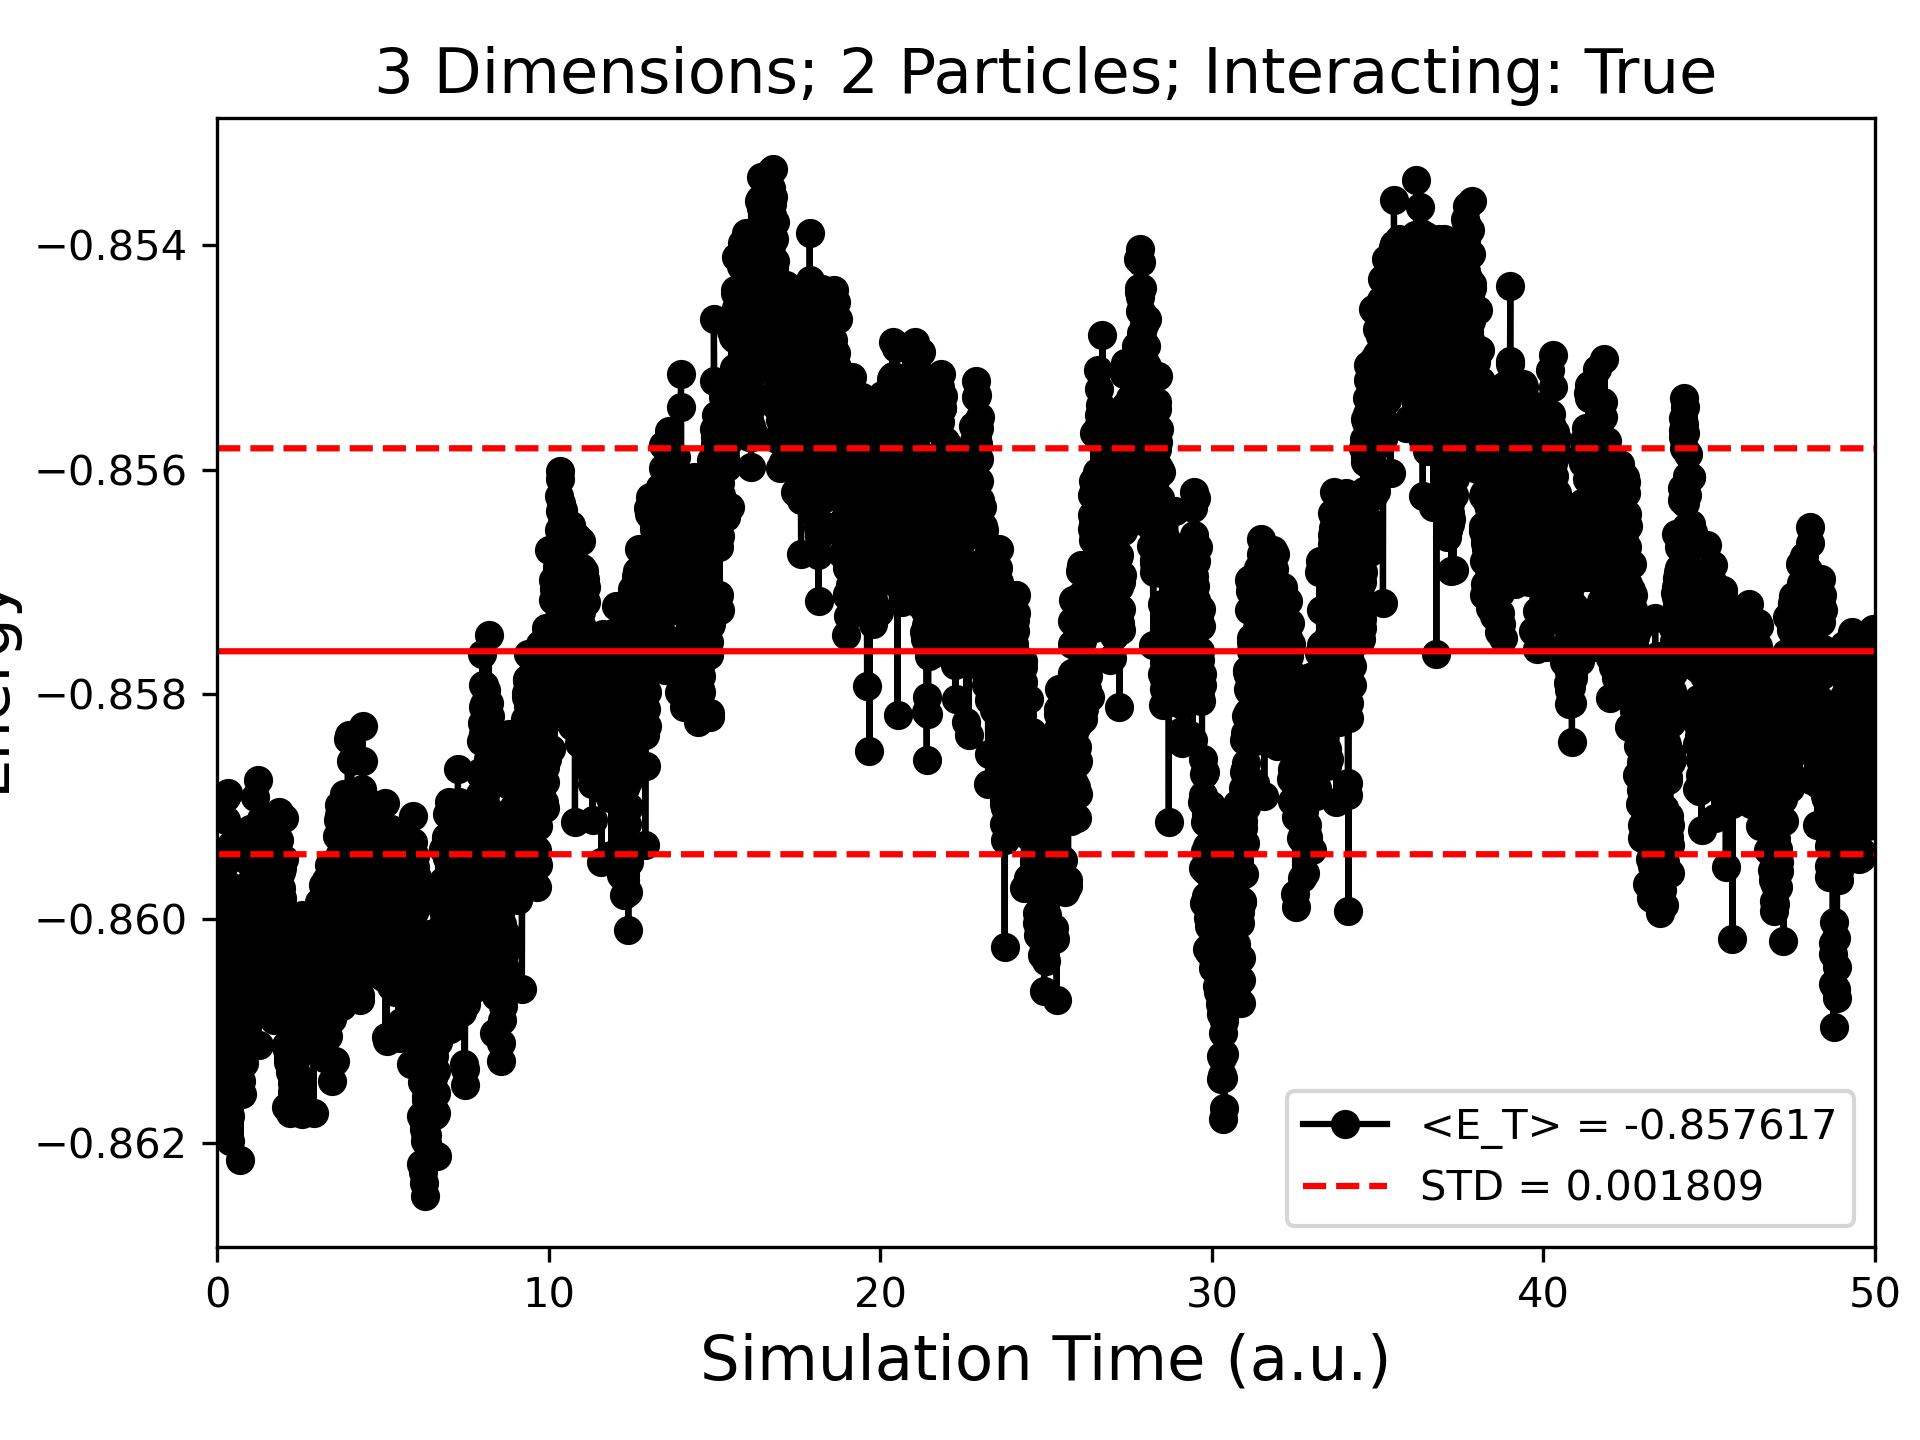 3 Dimensions; 2 Particles; Interacting: True
Energy
−0.854
−0.856
−0.858
−0.860
−0.862
0
10
20
30
40
50
Simulation Time (a.u.)
<E_T> = -0.857617
STD = 0.001809